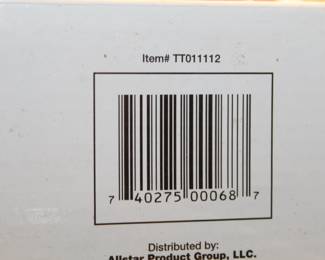 Item# TT011112
7 40275 00068 7
Distributed by:
Allstar Product Group, LLC.